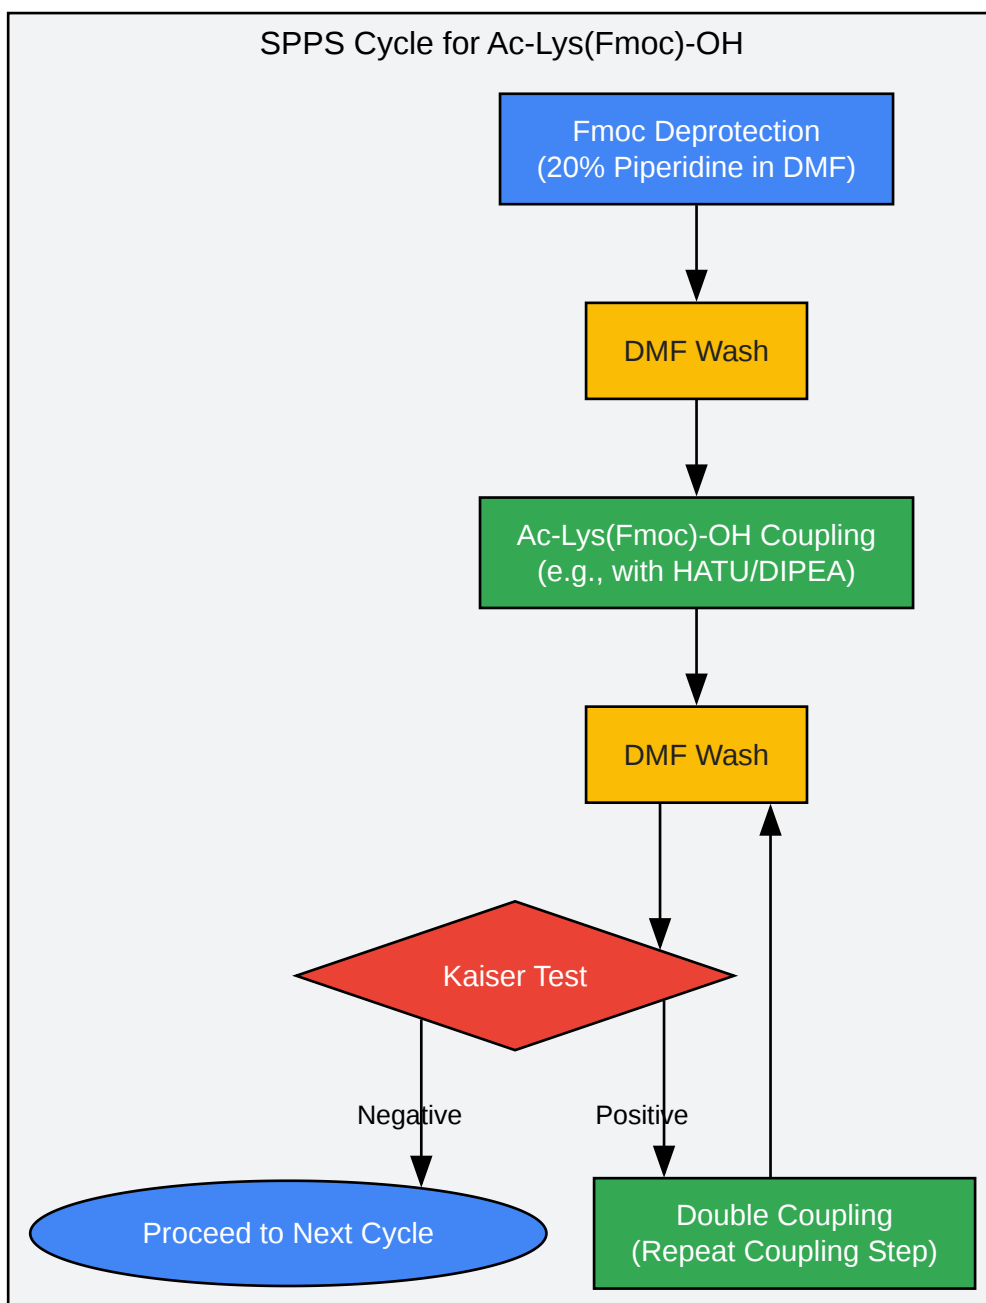 SPPS Cycle for Ac-Lys(Fmoc)-OH
Fmoc Deprotection
(20% Piperidine in DMF)
DMF Wash
Ac-Lys(Fmoc)-OH Coupling
(e.g., with HATU/DIPEA)
DMF Wash
Kaiser Test
Negative
Positive
Proceed to Next Cycle
Double Coupling
(Repeat Coupling Step)